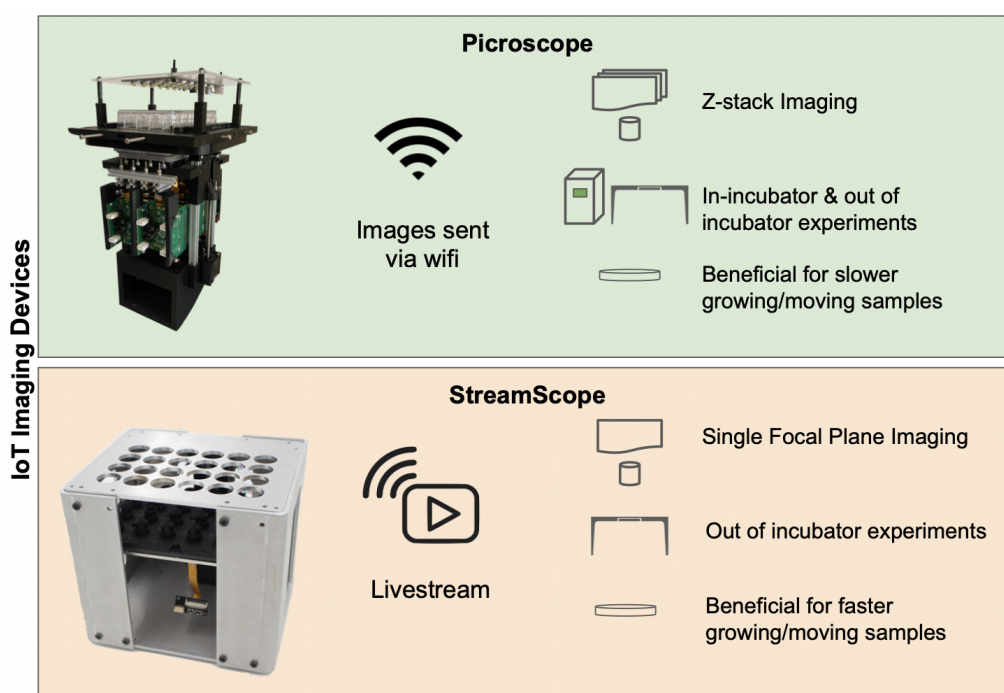 IoT Imaging Devices
Picroscope
Images sent
via wifi
Z-stack Imaging
In-incubator & out of
incubator experiments
Beneficial for slower
growing/moving samples
StreamScope
Livestream
Single Focal Plane Imaging
Out of incubator experiments
Beneficial for faster
growing/moving samples